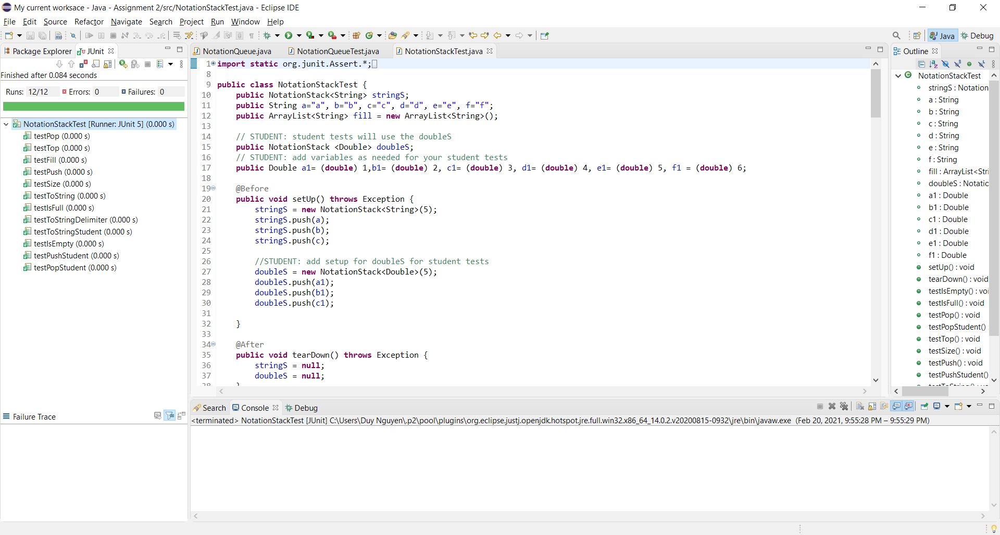 My current worksace - Java - Assignment 2/src/NotationStackTest.java - Eclipse IDE
File Edit Source Refactor Navigate Search Project Run Window Help
Java Debug
Package Explorer JUnit
Finished after 0.084 seconds
Runs: 12/12 Errors: 0 Failures: 0
NotationStackTest [Runner: JUnit 5] (0.000 s)
testPop (0.000 s)
testTop (0.000 s)
testFill (0.000 s)
testPush (0.000 s)
testSize (0.000 s)
testToString (0.000 s)
testIsFull (0.000 s)
testToStringDelimiter (0.000 s)
testToStringStudent (0.000 s)
testIsEmpty (0.000 s)
testPushStudent (0.000 s)
testPopStudent (0.000 s)
Failure Trace
NotationQueue.java NotationQueueTest.java NotationStackTest.java
1 import static org.junit.Assert.*;
8
9 public class NotationStackTest {
10 public NotationStack<String> stringS;
11 public String a="a", b="b", c="c", d="d", e="e", f="f";
12 public ArrayList<String> fill = new ArrayList<String>();
13
14 // STUDENT: student tests will use the doubleS
15 public NotationStack <Double> doubleS;
16 // STUDENT: add variables as needed for your student tests
17 public Double a1= (double) 1,b1= (double) 2, c1= (double) 3, d1= (double) 4, e1= (double) 5, f1 = (double) 6;
18
19 @Before
20 public void setUp() throws Exception {
21 stringS = new NotationStack<String>(5);
22 stringS.push(a);
23 stringS.push(b);
24 stringS.push(c);
25
26 //STUDENT: add setup for doubleS for student tests
27 doubleS = new NotationStack<Double>(5);
28 doubleS.push(a1);
29 doubleS.push(b1);
30 doubleS.push(c1);
31
32 }
33
34 @After
35 public void tearDown() throws Exception {
36 stringS = null;
37 doubleS = null;
38 }
Outline
NotationStackTest
stringS : Notation
a : String
b : String
c : String
d : String
e : String
f : String
fill : ArrayList<Stri
doubleS : Notatic
a1 : Double
b1 : Double
c1 : Double
d1 : Double
e1 : Double
f1 : Double
setUp() : void
tearDown() : void
testIsEmpty() : voi
testIsFull() : void
testPop() : void
testPopStudent()
testTop() : void
testSize() : void
testPush() : void
testPushStudent()
Search Console Debug
<terminated> NotationStackTest [JUnit] C:\Users\Duy Nguyen\.p2\pool\plugins\org.eclipse.justj.openjdk.hotspot.jre.full.win32.x86_64_14.0.2.v20200815-0932\jre\bin\javaw.exe (Feb 20, 2021, 9:55:28 PM – 9:55:29 PM)